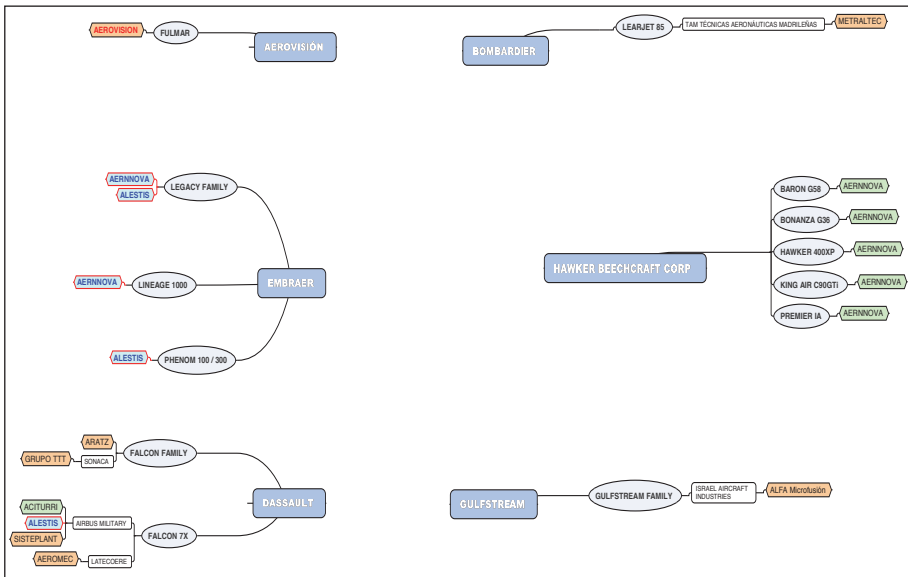 AEROVISION
FULMAR
AEROVISIÓN
BOMBARDIER
LEARJET 85
TAM TÉCNICAS AERONÁUTICAS MADRILEÑAS
METRALTEC
AERNNOVA
ALESTIS
LEGACY FAMILY
AERNNOVA
LINEAGE 1000
EMBRAER
ALESTIS
PHENOM 100 / 300
HAWKER BEECHCRAFT CORP
BARON G58
AERNNOVA
BONANZA G36
AERNNOVA
HAWKER 400XP
AERNNOVA
KING AIR C90GTi
AERNNOVA
PREMIER IA
AERNNOVA
ARATZ
GRUPO TTT
SONACA
FALCON FAMILY
DASSAULT
ACITURRI
ALESTIS
SISTEPLANT
AIRBUS MILITARY
AEROMEC
LATECOERE
FALCON 7X
GULFSTREAM
GULFSTREAM FAMILY
ISRAEL AIRCRAFT
INDUSTRIES
ALFA Microfusión